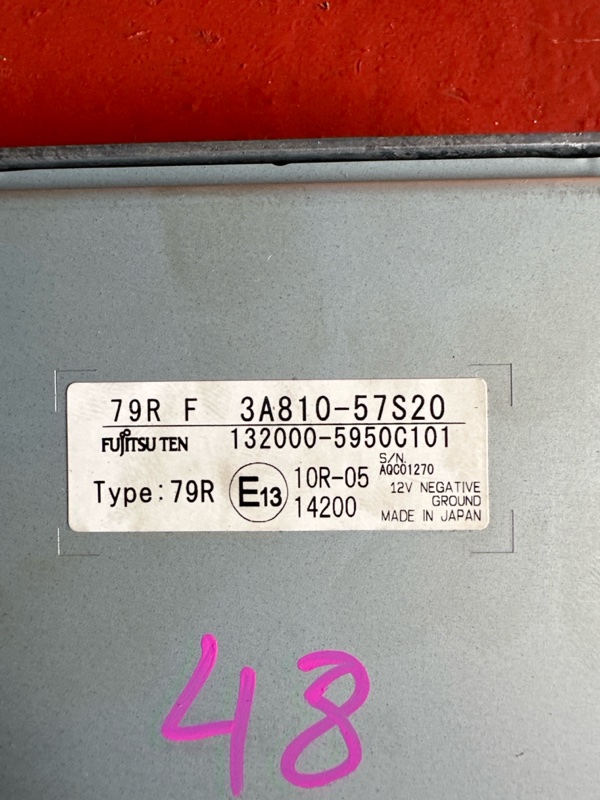 79R F 3A810-57S20
FUJITSU TEN 132000-5950C101
Type: 79R E13 10R-05 14200
S/N. AQC01270
12V NEGATIVE
GROUND
MADE IN JAPAN
48